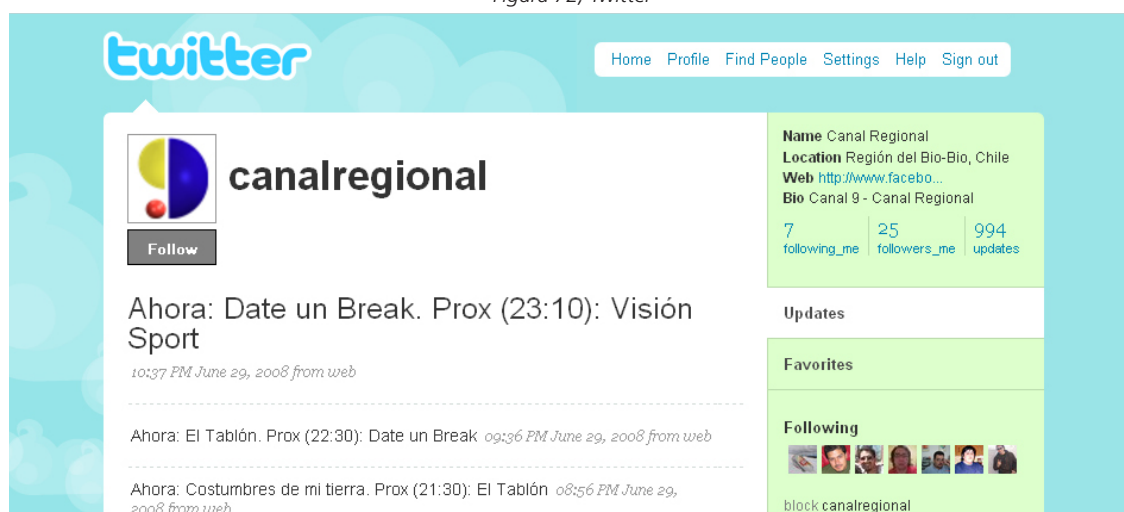 Figura 72, Twitter
twitter
Home Profile Find People Settings Help Sign out
canalregional
Follow
Ahora: Date un Break. Prox (23:10): Visión
Sport
10:37 PM June 29, 2008 from web
Ahora: El Tablón. Prox (22:30): Date un Break 09:36 PM June 29, 2008 from web
Ahora: Costumbres de mi tierra. Prox (21:30): El Tablón 08:56 PM June 29,
2008 from web
Name Canal Regional
Location Región del Bio-Bio, Chile
Web http://www.facebo...
Bio Canal 9 - Canal Regional
7 25 994
following_me followers_me updates
Updates
Favorites
Following
block canalregional